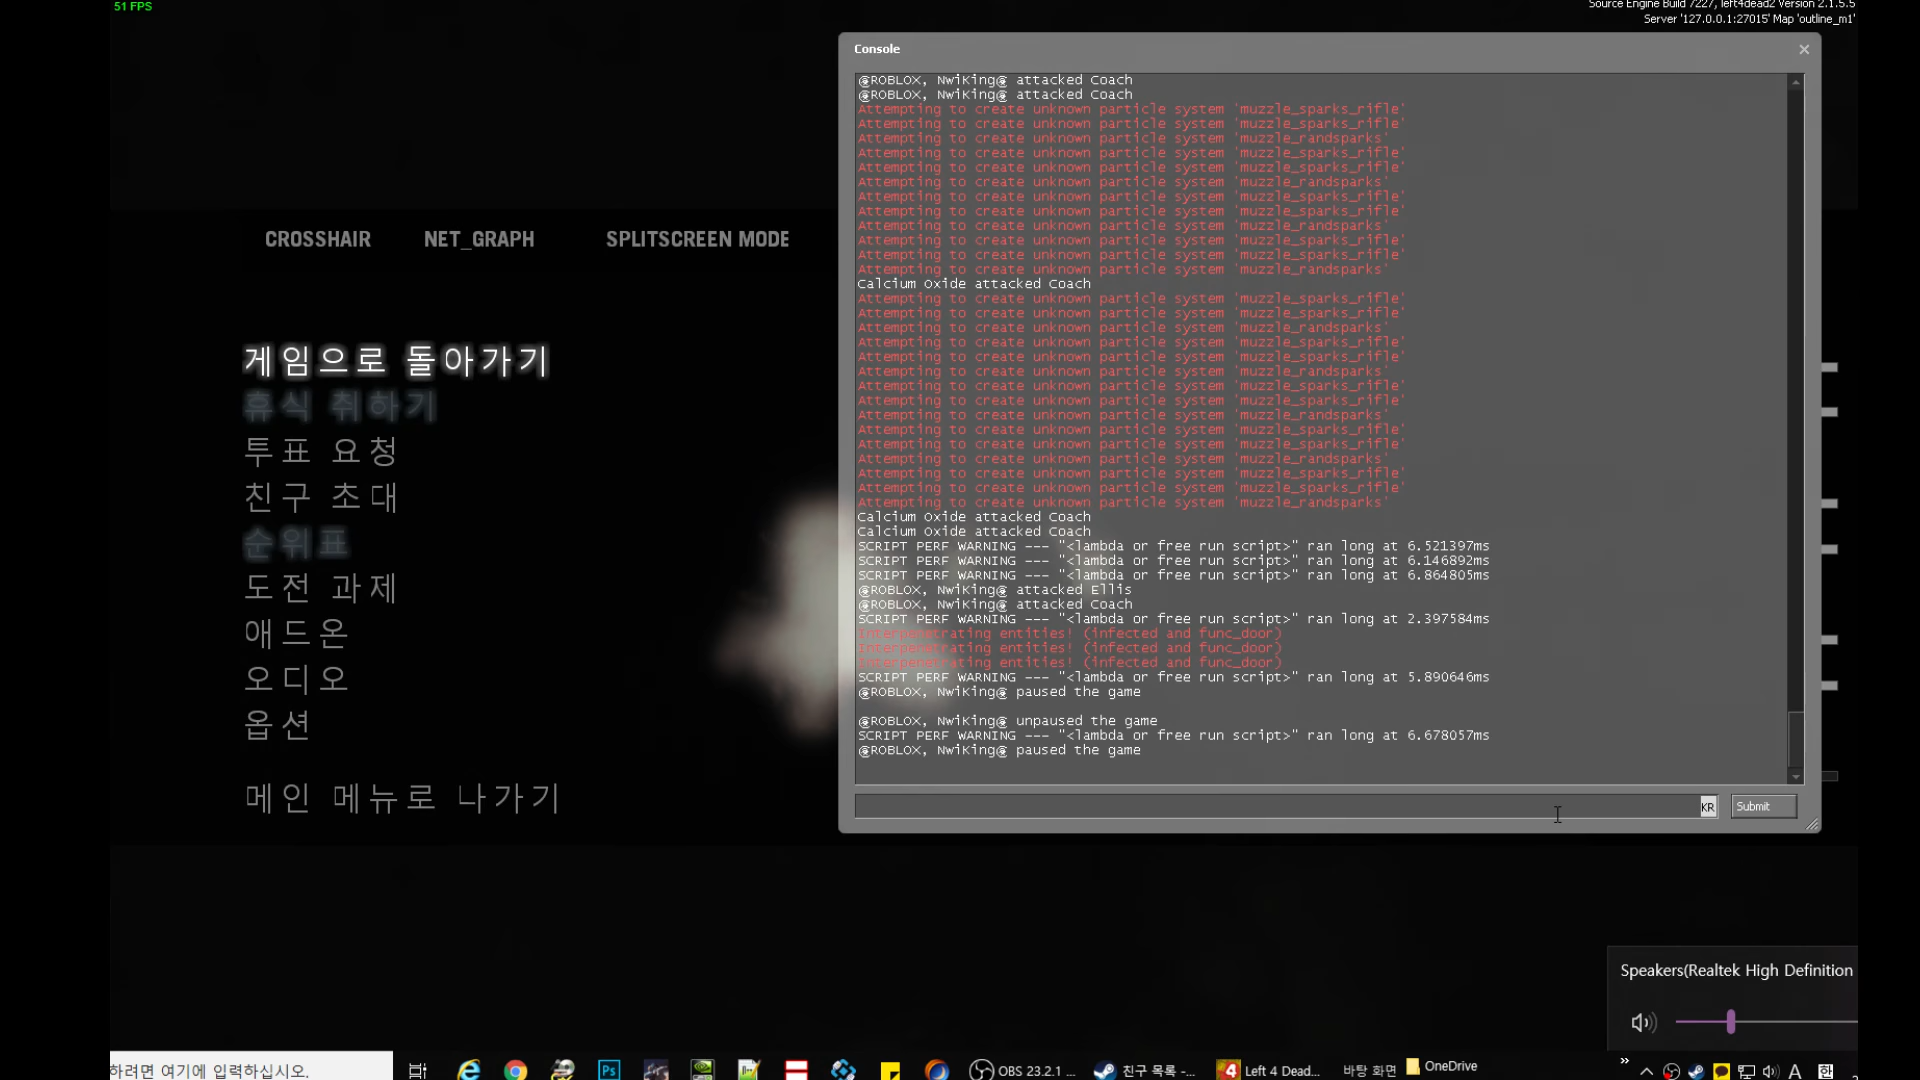 51 FPS
Source Engine Build 7227, left4dead2 Version 2.1.5.5
Server '127.0.0.1:27015' Map 'outline_m1'
Console
@ROBLOX, NwiKing@ attacked Coach
@ROBLOX, NwiKing@ attacked Coach
Attempting to create unknown particle system 'muzzle_sparks_rifle'
Attempting to create unknown particle system 'muzzle_sparks_rifle'
Attempting to create unknown particle system 'muzzle_randsparks'
Attempting to create unknown particle system 'muzzle_sparks_rifle'
Attempting to create unknown particle system 'muzzle_sparks_rifle'
Attempting to create unknown particle system 'muzzle_randsparks'
Attempting to create unknown particle system 'muzzle_sparks_rifle'
Attempting to create unknown particle system 'muzzle_sparks_rifle'
Attempting to create unknown particle system 'muzzle_randsparks'
Attempting to create unknown particle system 'muzzle_sparks_rifle'
Attempting to create unknown particle system 'muzzle_sparks_rifle'
Attempting to create unknown particle system 'muzzle_randsparks'
Calcium Oxide attacked Coach
Attempting to create unknown particle system 'muzzle_sparks_rifle'
Attempting to create unknown particle system 'muzzle_sparks_rifle'
Attempting to create unknown particle system 'muzzle_randsparks'
Attempting to create unknown particle system 'muzzle_sparks_rifle'
Attempting to create unknown particle system 'muzzle_sparks_rifle'
Attempting to create unknown particle system 'muzzle_randsparks'
Attempting to create unknown particle system 'muzzle_sparks_rifle'
Attempting to create unknown particle system 'muzzle_sparks_rifle'
Attempting to create unknown particle system 'muzzle_randsparks'
Attempting to create unknown particle system 'muzzle_sparks_rifle'
Attempting to create unknown particle system 'muzzle_sparks_rifle'
Attempting to create unknown particle system 'muzzle_randsparks'
Attempting to create unknown particle system 'muzzle_sparks_rifle'
Attempting to create unknown particle system 'muzzle_sparks_rifle'
Attempting to create unknown particle system 'muzzle_randsparks'
Calcium Oxide attacked Coach
Calcium Oxide attacked Coach
SCRIPT PERF WARNING --- "<lambda or free run script>" ran long at 6.521397ms
SCRIPT PERF WARNING --- "<lambda or free run script>" ran long at 6.146892ms
SCRIPT PERF WARNING --- "<lambda or free run script>" ran long at 6.864805ms
@ROBLOX, NwiKing@ attacked Ellis
@ROBLOX, NwiKing@ attacked Coach
SCRIPT PERF WARNING --- "<lambda or free run script>" ran long at 2.397584ms
Interpenetrating entities! (infected and func_door)
Interpenetrating entities! (infected and func_door)
Interpenetrating entities! (infected and func_door)
SCRIPT PERF WARNING --- "<lambda or free run script>" ran long at 5.890646ms
@ROBLOX, NwiKing@ paused the game
@ROBLOX, NwiKing@ unpaused the game
SCRIPT PERF WARNING --- "<lambda or free run script>" ran long at 6.678057ms
@ROBLOX, NwiKing@ paused the game
KR
Submit
CROSSHAIR NET_GRAPH SPLITSCREEN MODE
게임으로 돌아가기
휴식 취하기
투표 요청
친구 초대
순위표
도전 과제
애드온
오디오
옵션
메인 메뉴로 나가기
Speakers(Realtek High Definition
하려면 여기에 입력하십시오.
Ps
OBS 23.2.1 ...
친구 목록 -...
Left 4 Dead...
바탕 화면
OneDrive
»
A
한